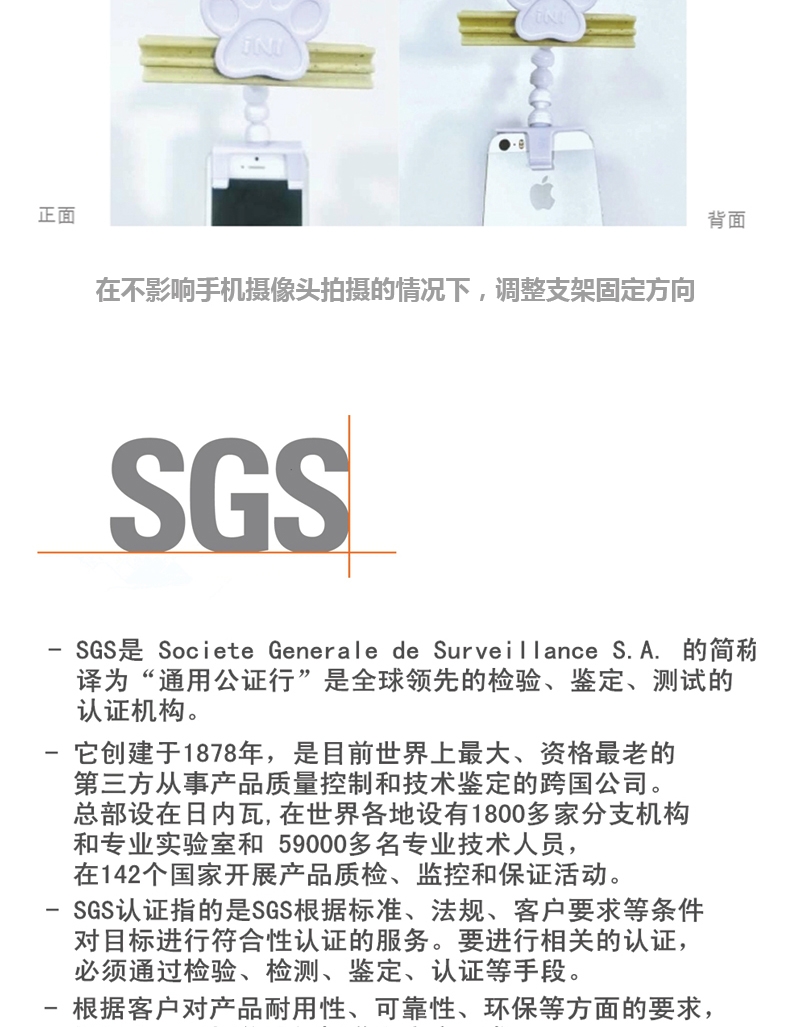 iNI
iNI
正面
背面
在不影响手机摄像头拍摄的情况下，调整支架固定方向
SGS
- SGS是 Societe Generale de Surveillance S.A. 的简称
译为“通用公证行”是全球领先的检验、鉴定、测试的
认证机构。
- 它创建于1878年，是目前世界上最大、资格最老的
第三方从事产品质量控制和技术鉴定的跨国公司。
总部设在日内瓦,在世界各地设有1800多家分支机构
和专业实验室和 59000多名专业技术人员，
在142个国家开展产品质检、监控和保证活动。
- SGS认证指的是SGS根据标准、法规、客户要求等条件
对目标进行符合性认证的服务。要进行相关的认证，
必须通过检验、检测、鉴定、认证等手段。
- 根据客户对产品耐用性、可靠性、环保等方面的要求，